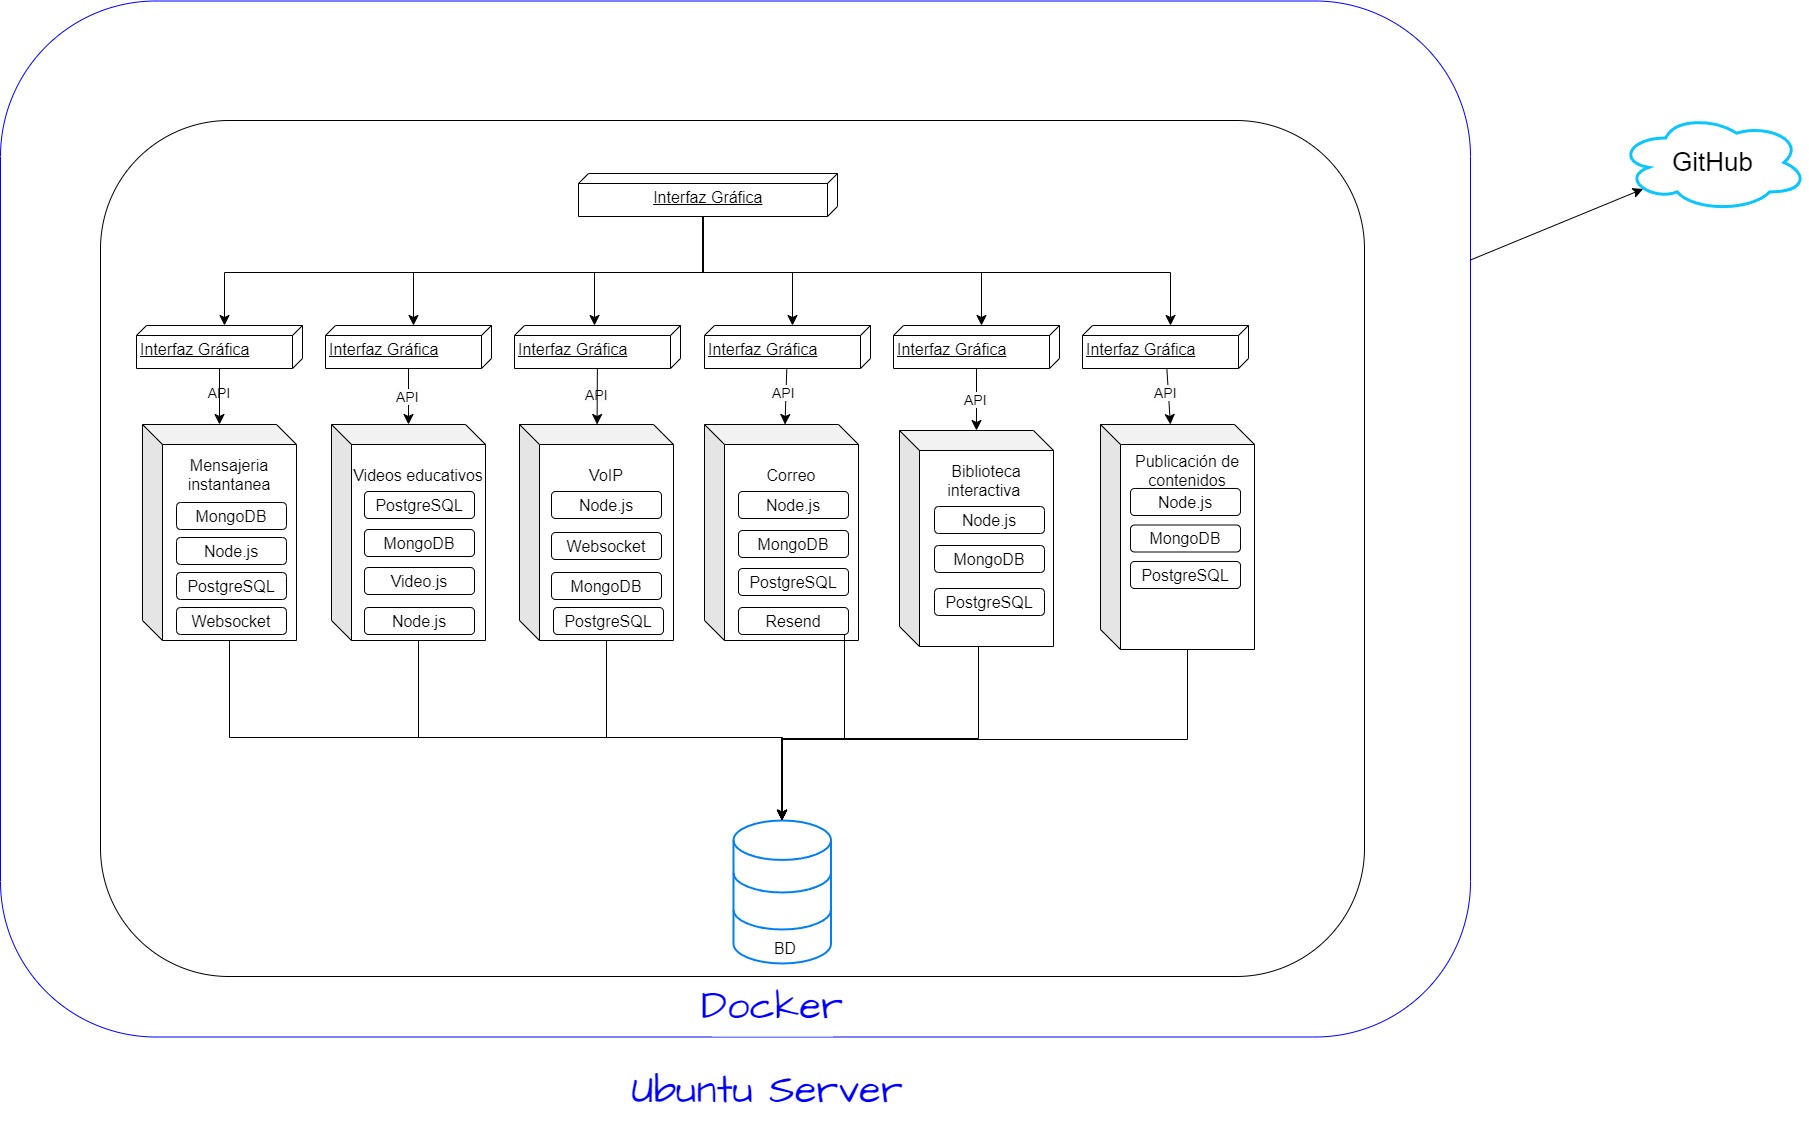 GitHub
Interfaz Gráfica
Interfaz Gráfica
Interfaz Gráfica
Interfaz Gráfica
Interfaz Gráfica
Interfaz Gráfica
Interfaz Gráfica
API
API
API
API
API
API
Mensajeria
instantanea
MongoDB
Node.js
PostgreSQL
Websocket
Videos educativos
PostgreSQL
MongoDB
Video.js
Node.js
VoIP
Node.js
Websocket
MongoDB
PostgreSQL
Correo
Node.js
MongoDB
PostgreSQL
Resend
Biblioteca
interactiva
Node.js
MongoDB
PostgreSQL
Publicación de
contenidos
Node.js
MongoDB
PostgreSQL
BD
Docker
Ubuntu Server